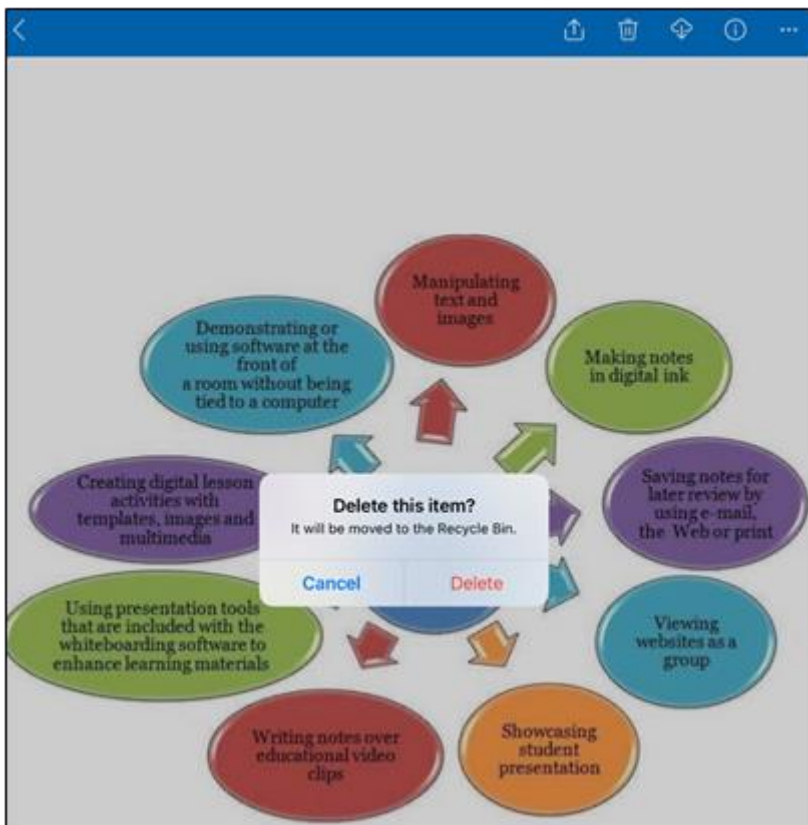 Manipulating
text and
images
Demonstrating or
using software at the
front of
a room without being
tied to a computer
Making notes
in digital ink
Creating digital lesson
activities with
templates, images and
multimedia
Saving notes for
later review by
using e-mail,
the Web or print
Delete this item?
It will be moved to the Recycle Bin.
Cancel
Delete
Using presentation tools
that are included with the
whiteboarding software to
enhance learning materials
Viewing
websites as a
group
Writing notes over
educational video
clips
Showcasing
student
presentation